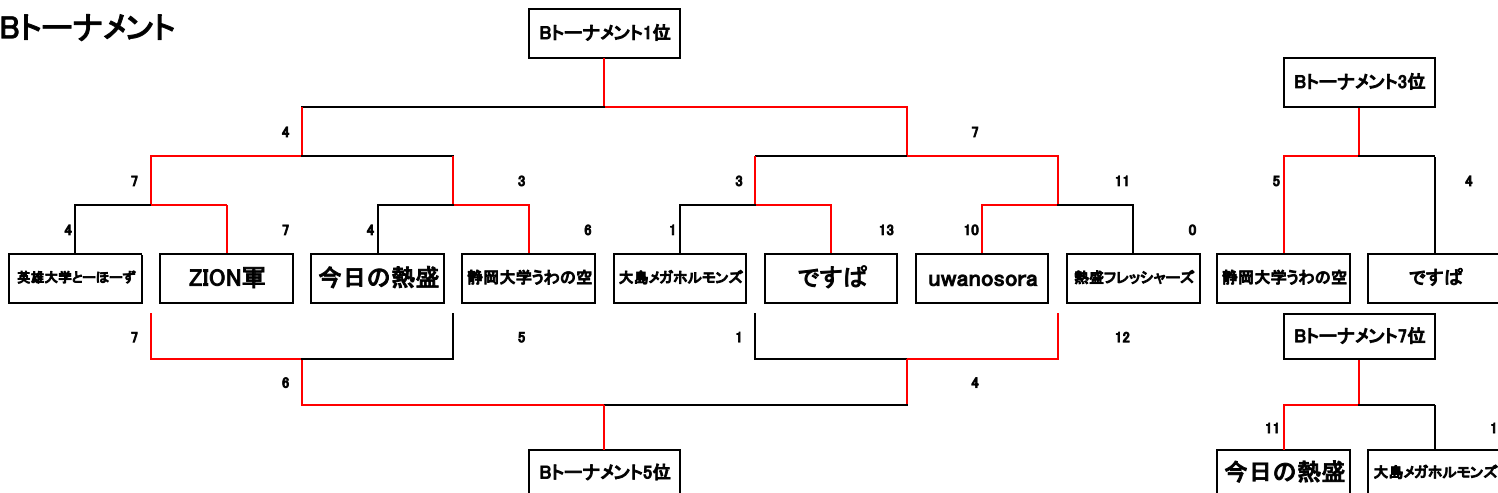 Bトーナメント
Bトーナメント1位
Bトーナメント3位
4
7
7
3
3
11
5
4
4
7
4
6
1
13
10
0
英雄大学とーほーず
ZION軍
今日の熱盛
静岡大学うわの空
大島メガホルモンズ
ですぱ
uwanosora
熱盛フレッシャーズ
静岡大学うわの空
ですぱ
7
5
1
12
Bトーナメント7位
6
4
11
1
Bトーナメント5位
今日の熱盛
大島メガホルモンズ